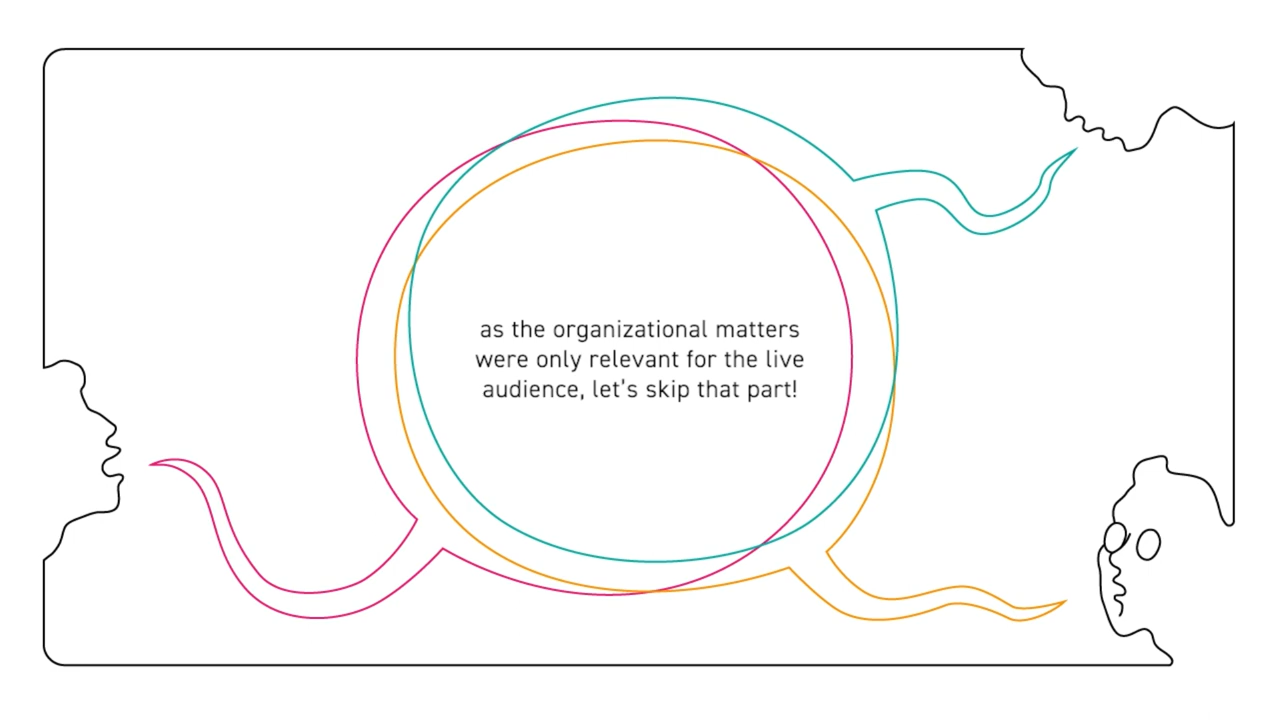 as the organizational matters
were only relevant for the live
audience, let's skip that part!